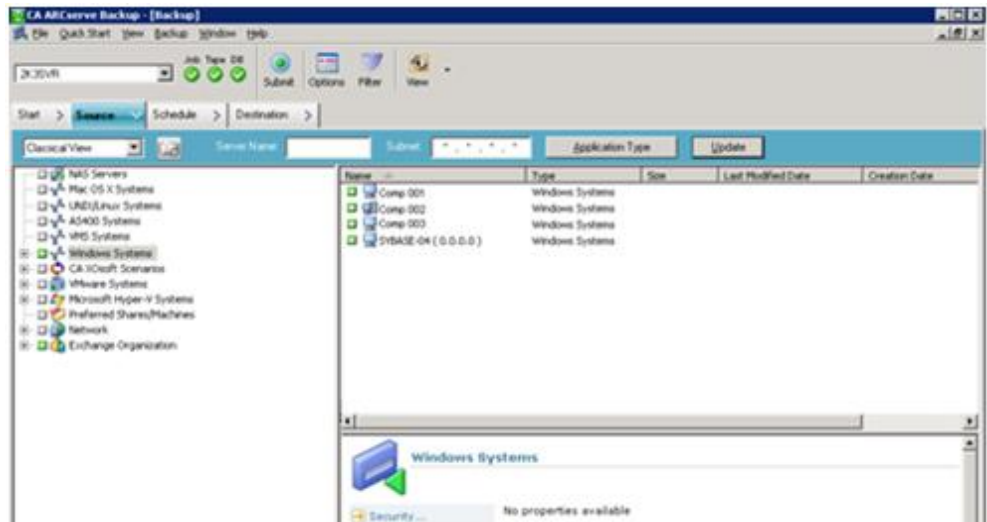 CA ARCserve Backup - [Backup]
File Quick Start View Backup Window Help
2K3SVR
Job Tape DB
Submit Options Filter View
Start > Source Schedule > Destination >
Classical View Server Name Subnet Application Type Update
NAS Servers
Mac OS X Systems
UNIX/Linux Systems
AS400 Systems
VMS Systems
Windows Systems
CA XOsoft Scenarios
VMware Systems
Microsoft Hyper-V Systems
Preferred Shares/Machines
Network
Exchange Organization
Name Type Size Last Modified Date Creation Date
Comp 001 Windows Systems
Comp 002 Windows Systems
Comp 003 Windows Systems
SYBASE-04 ( 0.0.0.0 ) Windows Systems
Windows Systems
Security...
No properties available